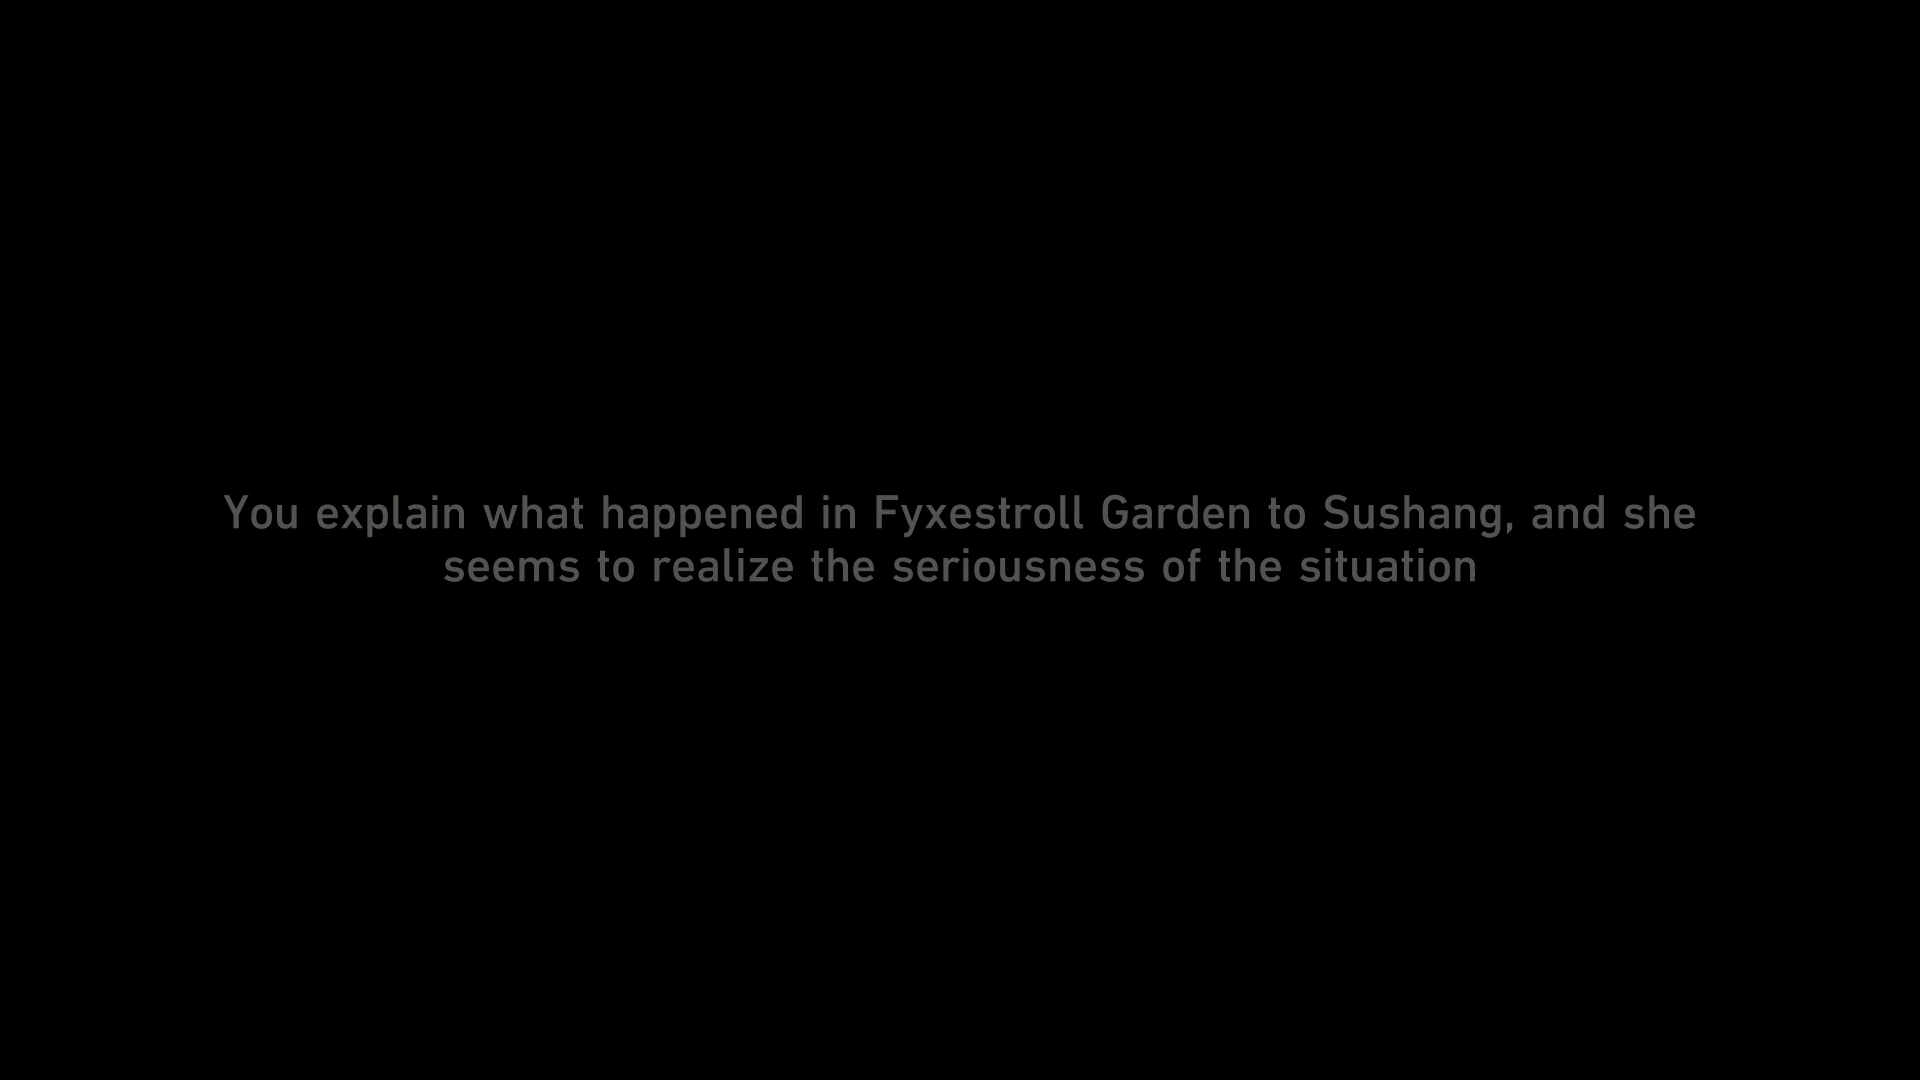 You explain what happened in Fyxestroll Garden to Sushang, and she
seems to realize the seriousness of the situation